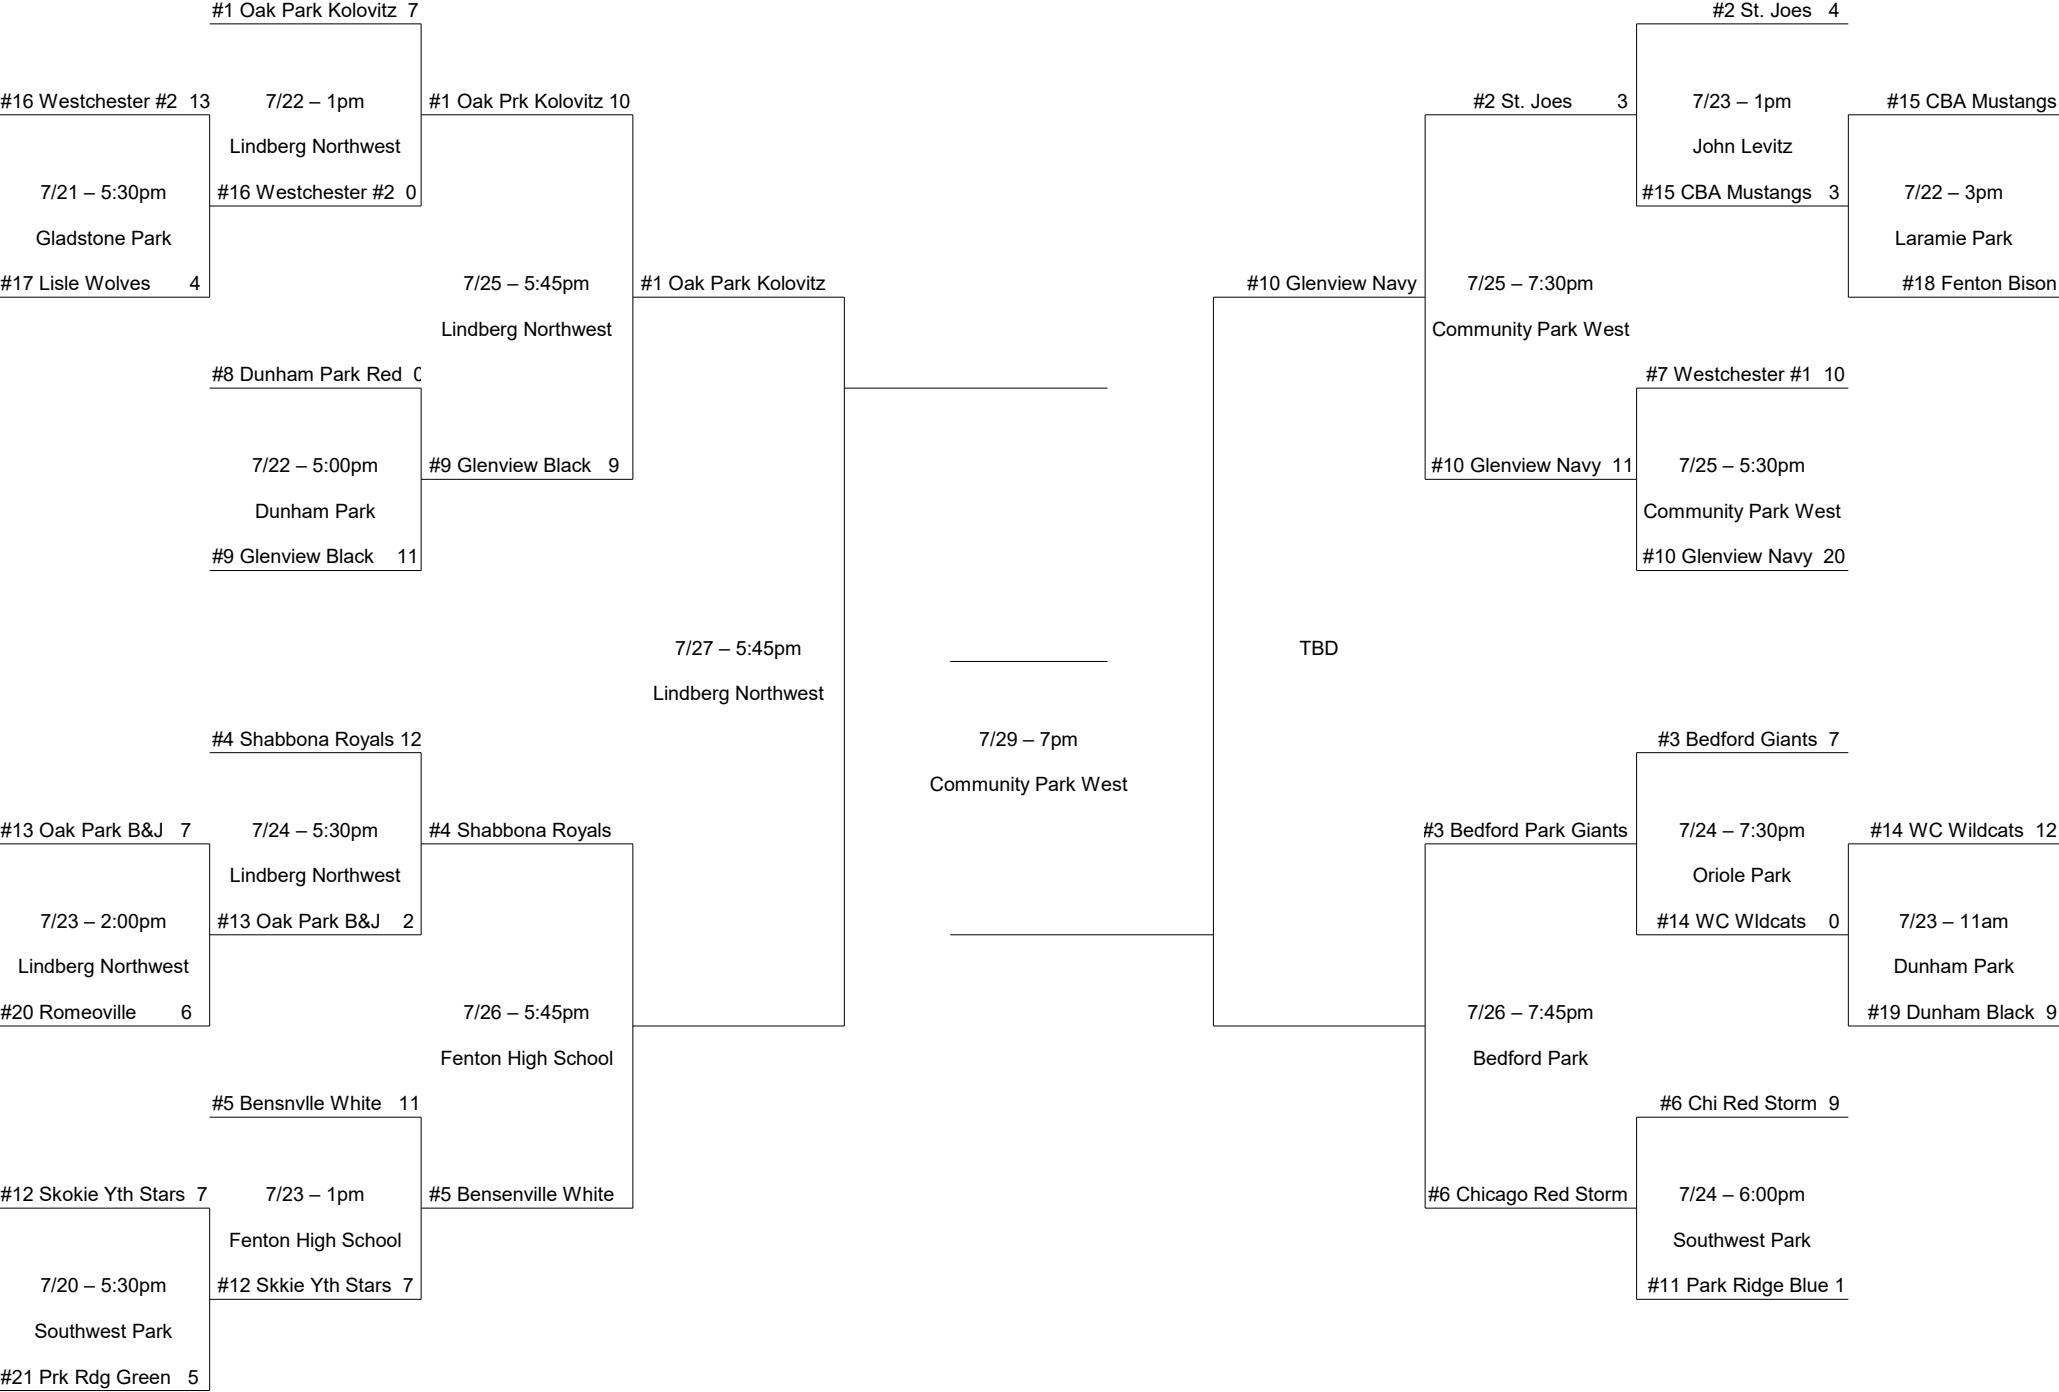 #1 Oak Park Kolovitz 7
#2 St. Joes 4
#16 Westchester #2 13
7/22 – 1pm
#1 Oak Prk Kolovitz 10
#2 St. Joes 3
7/23 – 1pm
#15 CBA Mustangs
Lindberg Northwest
John Levitz
7/21 – 5:30pm
#16 Westchester #2 0
#15 CBA Mustangs 3
7/22 – 3pm
Gladstone Park
Laramie Park
#17 Lisle Wolves 4
7/25 – 5:45pm
#1 Oak Park Kolovitz
#10 Glenview Navy
7/25 – 7:30pm
#18 Fenton Bison
Lindberg Northwest
Community Park West
#8 Dunham Park Red 0
#7 Westchester #1 10
7/22 – 5:00pm
#9 Glenview Black 9
#10 Glenview Navy 11
7/25 – 5:30pm
Dunham Park
Community Park West
#9 Glenview Black 11
#10 Glenview Navy 20
7/27 – 5:45pm
TBD
Lindberg Northwest
#4 Shabbona Royals 12
7/29 – 7pm
#3 Bedford Giants 7
Community Park West
#13 Oak Park B&J 7
7/24 – 5:30pm
#4 Shabbona Royals
#3 Bedford Park Giants
7/24 – 7:30pm
#14 WC Wildcats 12
Lindberg Northwest
Oriole Park
7/23 – 2:00pm
#13 Oak Park B&J 2
#14 WC Wldcats 0
7/23 – 11am
Lindberg Northwest
Dunham Park
#20 Romeoville 6
7/26 – 5:45pm
7/26 – 7:45pm
#19 Dunham Black 9
Fenton High School
Bedford Park
#5 Bensnvlle White 11
#6 Chi Red Storm 9
#12 Skokie Yth Stars 7
7/23 – 1pm
#5 Bensenville White
#6 Chicago Red Storm
7/24 – 6:00pm
Fenton High School
Southwest Park
7/20 – 5:30pm
#12 Skkie Yth Stars 7
#11 Park Ridge Blue 1
Southwest Park
#21 Prk Rdg Green 5